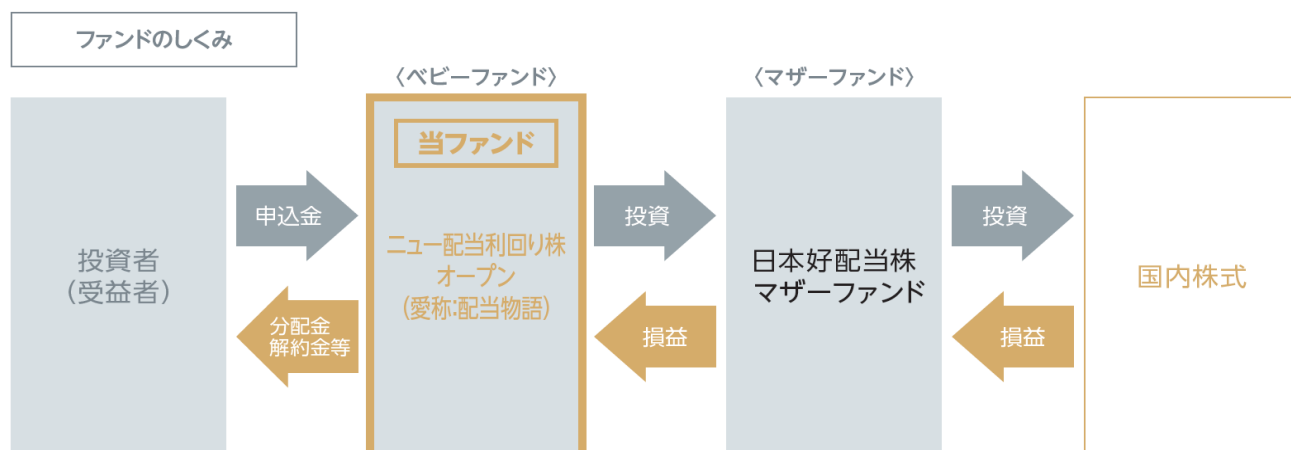 ファンドのしくみ
〈ベビーファンド〉
〈マザーファンド〉
投資者
（受益者）
申込金
分配金
解約金等
当ファンド
ニュー配当利回り株
オープン
（愛称:配当物語）
投資
損益
日本好配当株
マザーファンド
投資
損益
国内株式